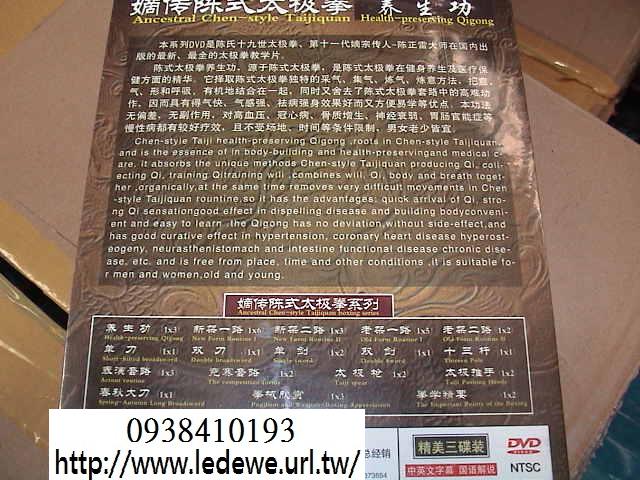 嫡传陈式太极拳 养生功
Ancestral Chen-style Taijiquan Health-preserving Qigong
本系列DVD是陈氏十九世太极拳、第十一代嫡宗传人-陈正雷大师在国内出
版的最新、最全的太极拳教学片。
陈式太极拳养生功,源于陈式太极拳,是陈式太极拳在健身养生及医疗保
健方面的精华。它择取陈式太极拳独特的采气、集气、炼气、炼意方法,把意、
气、形和呼吸,有机地结合在一起,同时又舍去了陈式太极拳套路中的高难动
作,因而具有得气快、气感强、祛病强身效果好而又方便易学等优点。本功法
无偏差,无副作用,对高血压、冠心病、骨质增生、神经衰弱、胃肠官能症等
慢性病都有较好疗效,且不受场地、时间等条件限制,男女老少皆宜。
Chen-style Taiji health-preserving Qigong ,roots in Chen-style Taijiquan,
and is the essence of in body-building and health-preservingand medical c-
are. it absorbs the unique methods Chen-style Taijiquan producing Qi, coll-
ecting Qi, training Qitraining will ,combines will, Qi, body and breath toget-
her ,organically,at the same time removes very difficult movements in Chen
-style Taijiquan rountine,so it has the advantages: quick arrival of Qi, stro-
ng Qi sensationgood effect in dispelling disease and building bodyconveni-
ent and easy to learn .the Qigong has no deviation,without side-effect,and
has good curative effect in hypertension, coronary heart disease hyperost-
eogeny, neurasthenistomach and intestine functional disease chronic dise-
ase, etc. and is free from place, time and other conditions ,it is suitable fo-
r men and women,old and young.
嫡传陈式太极拳系列
Ancestral Chen-style Taijiquan boxing series
养生功 1x3 新架一路 1x6 新架二路 1x3 老架一路 1x5 老架二路 1x2
Health-preserving Qigong New Form Routine I New Form Routine II Old Form Routine I Old Form Routine II
单刀 1x1 双刀 1x1 单剑 1x2 双剑 1x1 十三杆 1x1
Short-hilted broadsword Double broadsword Single sword Double Sword Thirteen Pole
表演套路 1x1 竞赛套路 1x2 太极枪 1x2 太极推手 1x2
Actout routine The competition forms Taiji spear Taiji Pushing Hands
春秋大刀 1x1 拳械欣赏 1x3 拳学精要 1x2
Spring-Autumn Long Broadsword Pugilism and Weapon-Boxing Appreciation The Important Points of the Boxing
0938410193
http://www.ledewe.url.tw/
总经销
精美三碟装
中英文字幕 国语解说
DVD
VIDEO
NTSC